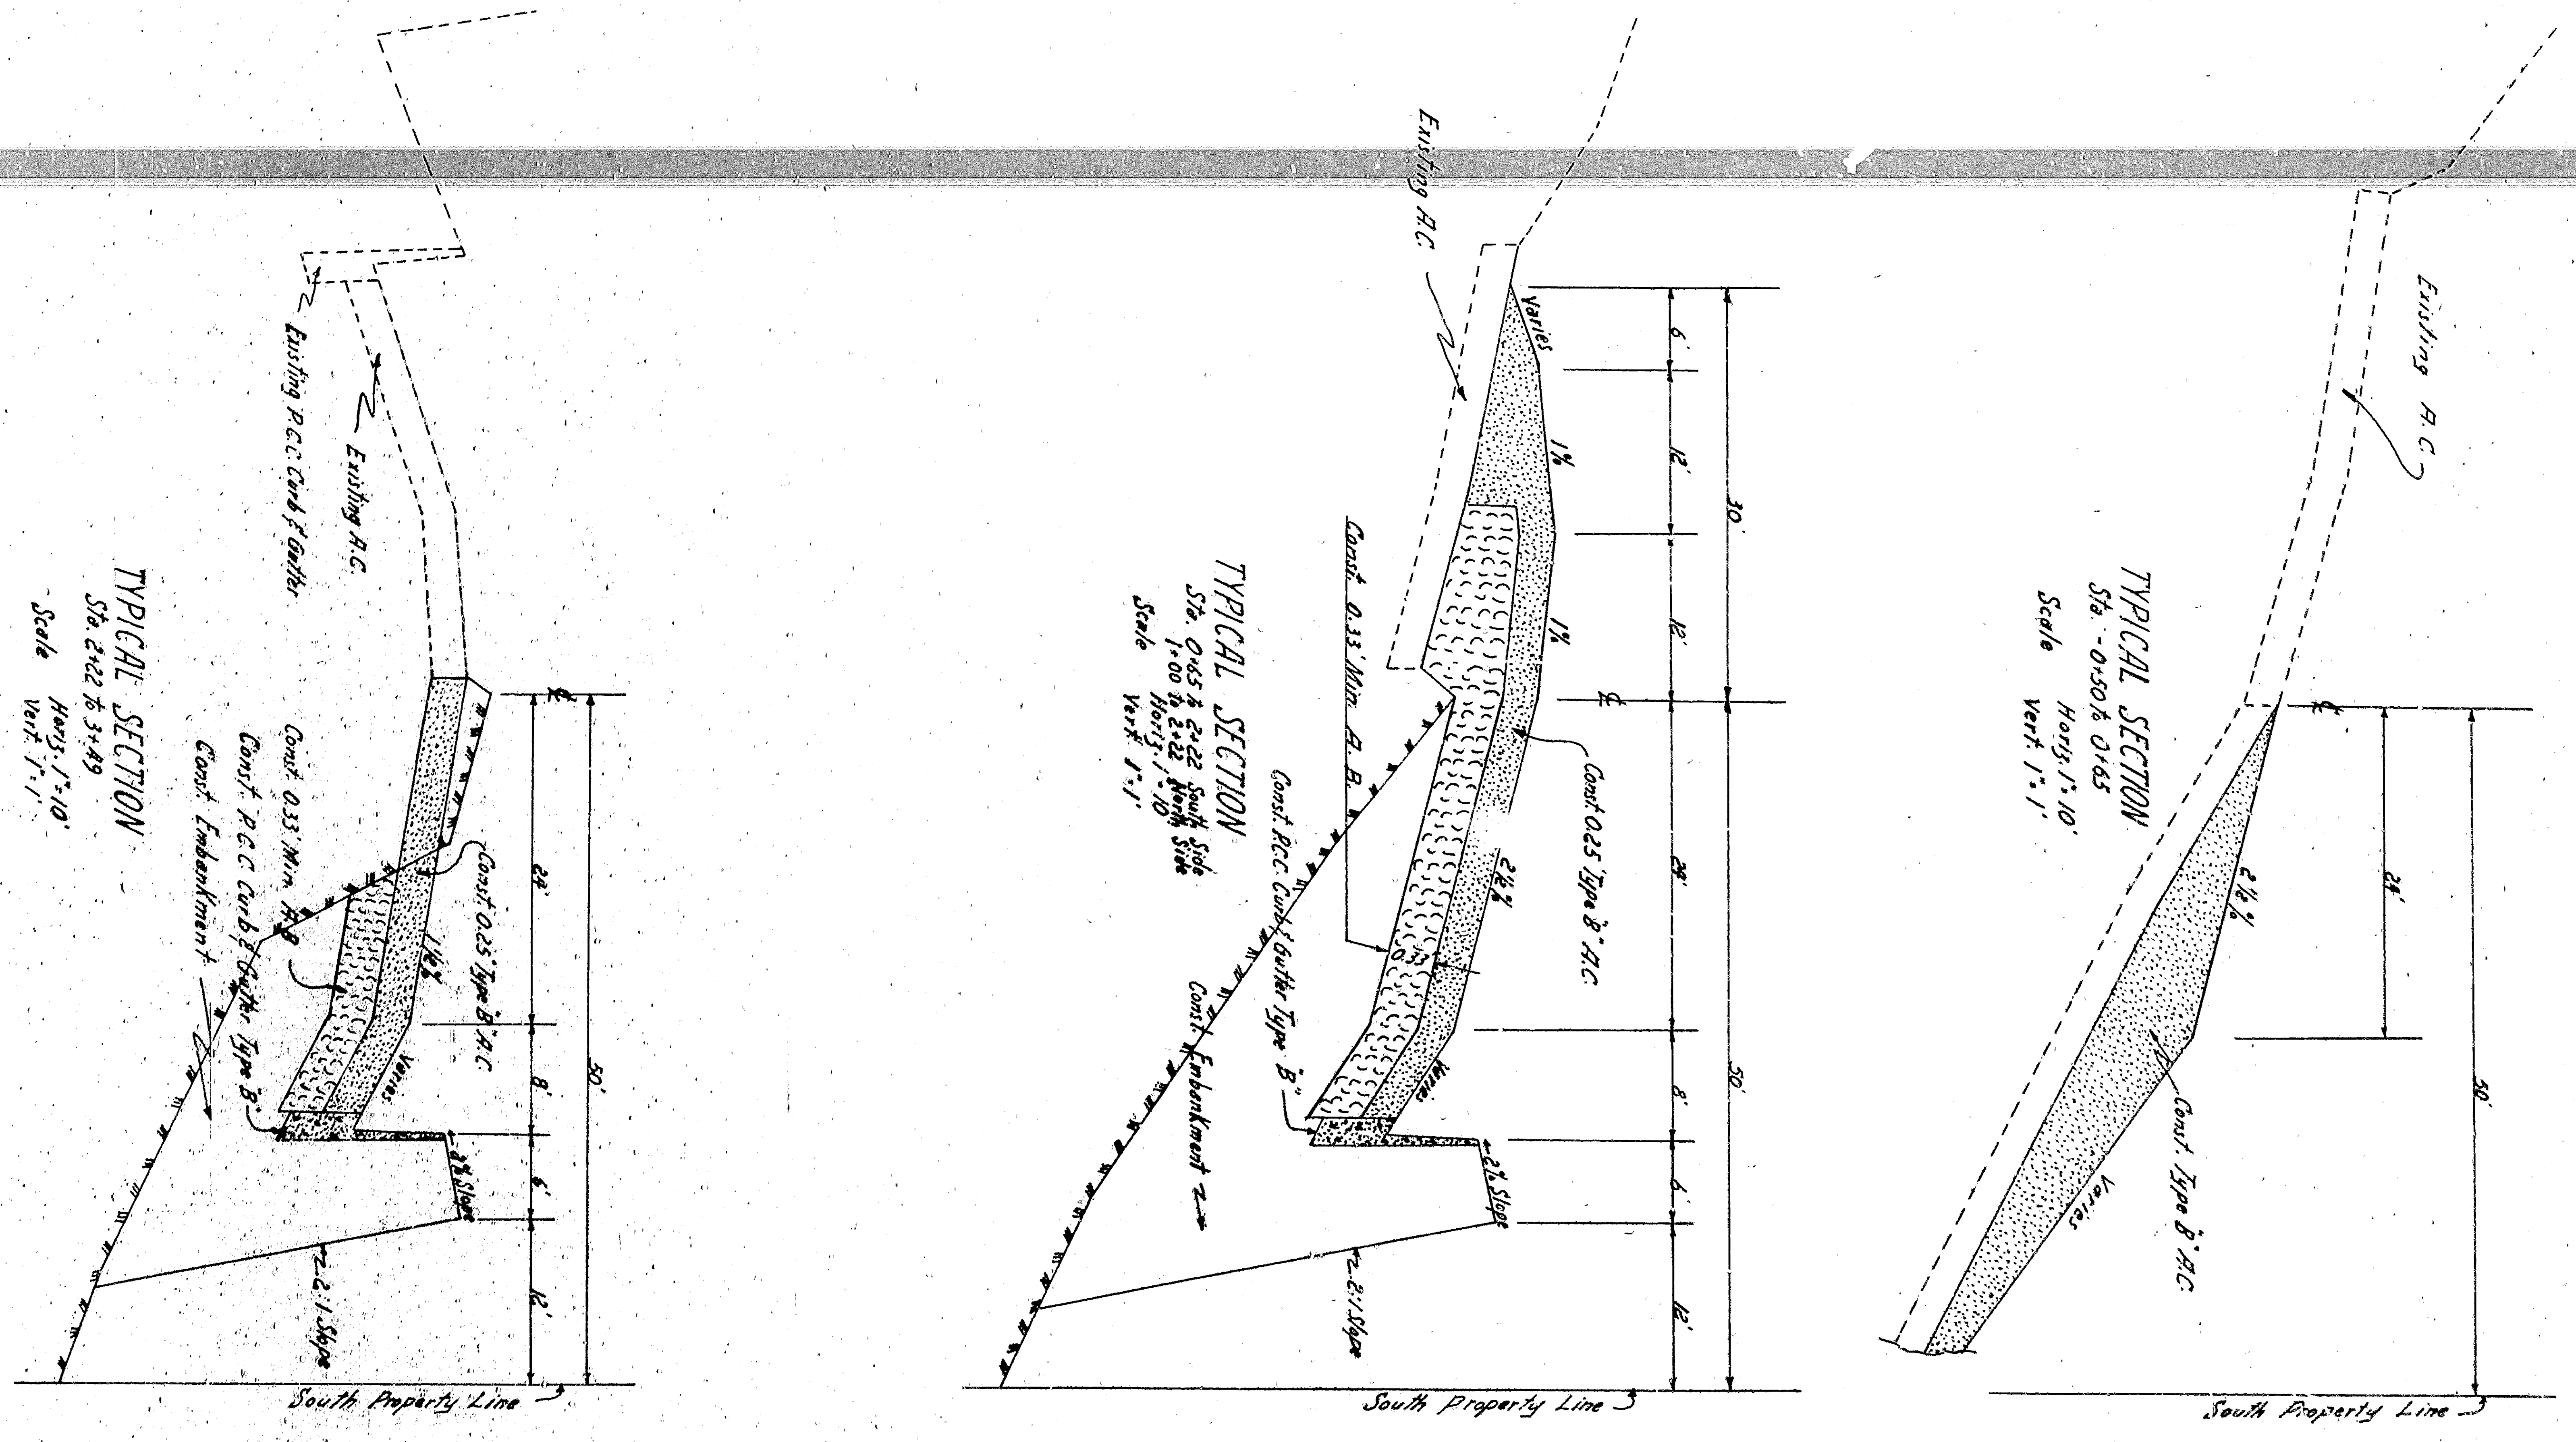 Existing A.C.
24'
50'
2½%
Varies
Const. Type "B" A.C.
South Property Line
TYPICAL SECTION
Sta. -0+50 to 0+65
Scale Horiz. 1"=10'
Vert. 1"=1'
Existing A.C.
Varies
6'
12'
30'
1%
12'
1%
24'
50'
8'
6'
12'
Const. 0.25' Type "B" A.C.
2½%
Const. 0.33' Min. A.B.
0.33
Varies
Const. P.C.C. Curb & Gutter Type "B"
Const. Embankment
2% Slope
2:1 Slope
South Property Line
TYPICAL SECTION
Sta. 0+65 to 2+22 South Side
1+00 to 2+22 North Side
Scale Horiz. 1"=10'
Vert. 1"=1'
Existing P.C.C. Curb & Gutter
Existing A.C.
24'
50'
8'
6'
12'
Const. 0.25' Type "B" A.C.
1½%
Varies
Const. 0.33' Min. A.B.
Const. P.C.C. Curb & Gutter Type "B"
Const. Embankment
2% Slope
2:1 Slope
South Property Line
TYPICAL SECTION
Sta. 2+22 to 3+49
Scale Horiz. 1"=10'
Vert. 1"=1'